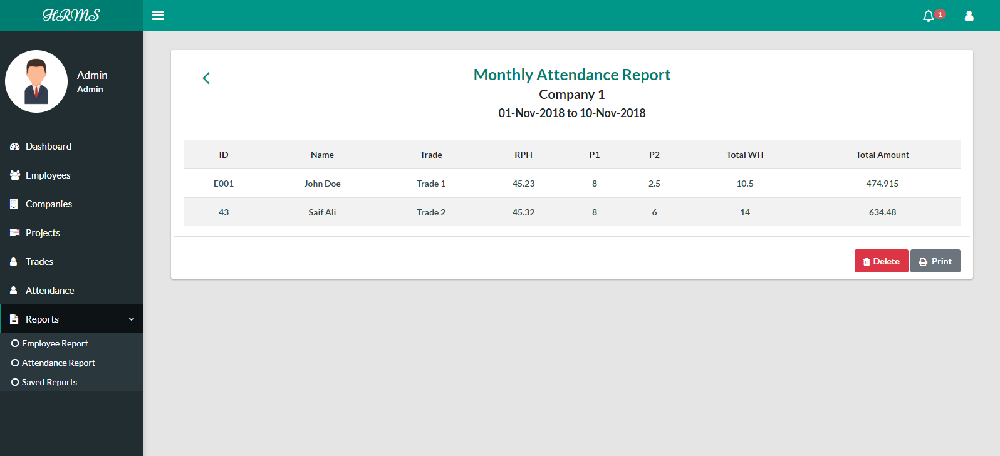 HRMS
1
Admin
Admin
Dashboard
Employees
Companies
Projects
Trades
Attendance
Reports
Employee Report
Attendance Report
Saved Reports
Monthly Attendance Report
Company 1
01-Nov-2018 to 10-Nov-2018
ID Name Trade RPH P1 P2 Total WH Total Amount
E001 John Doe Trade 1 45.23 8 2.5 10.5 474.915
43 Saif Ali Trade 2 45.32 8 6 14 634.48
Delete Print